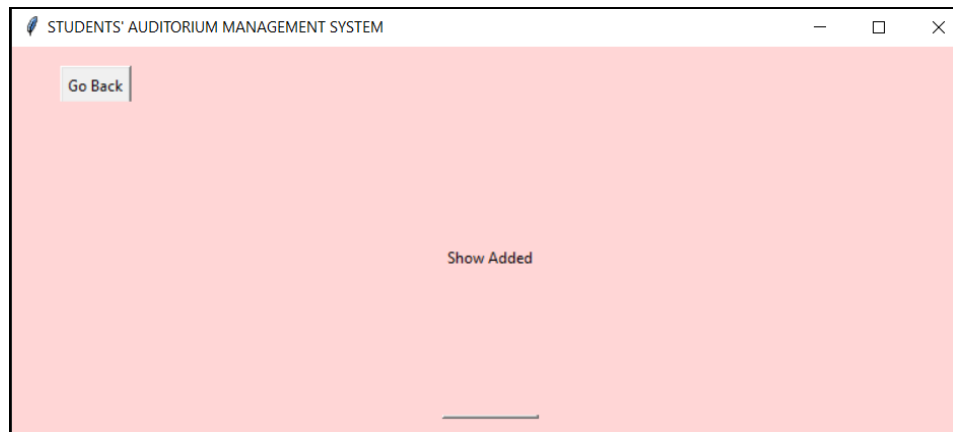 STUDENTS' AUDITORIUM MANAGEMENT SYSTEM
Go Back
Show Added